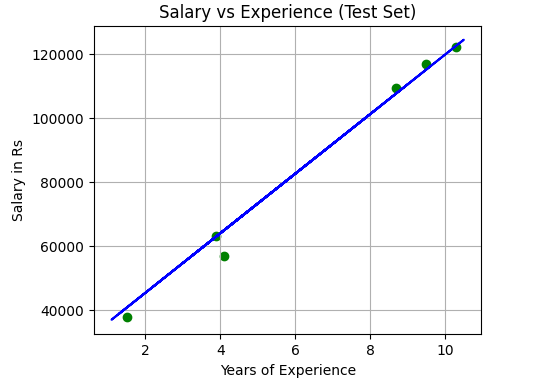 Salary vs Experience (Test Set)
120000
100000
80000
60000
40000
Salary in Rs
2 4 6 8 10
Years of Experience